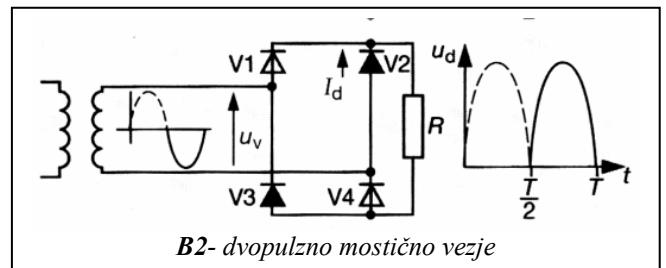 V1 V2 u_d
I_d
u_v R
V3 V4 T/2 T t
B2- dvopulzno mostično vezje